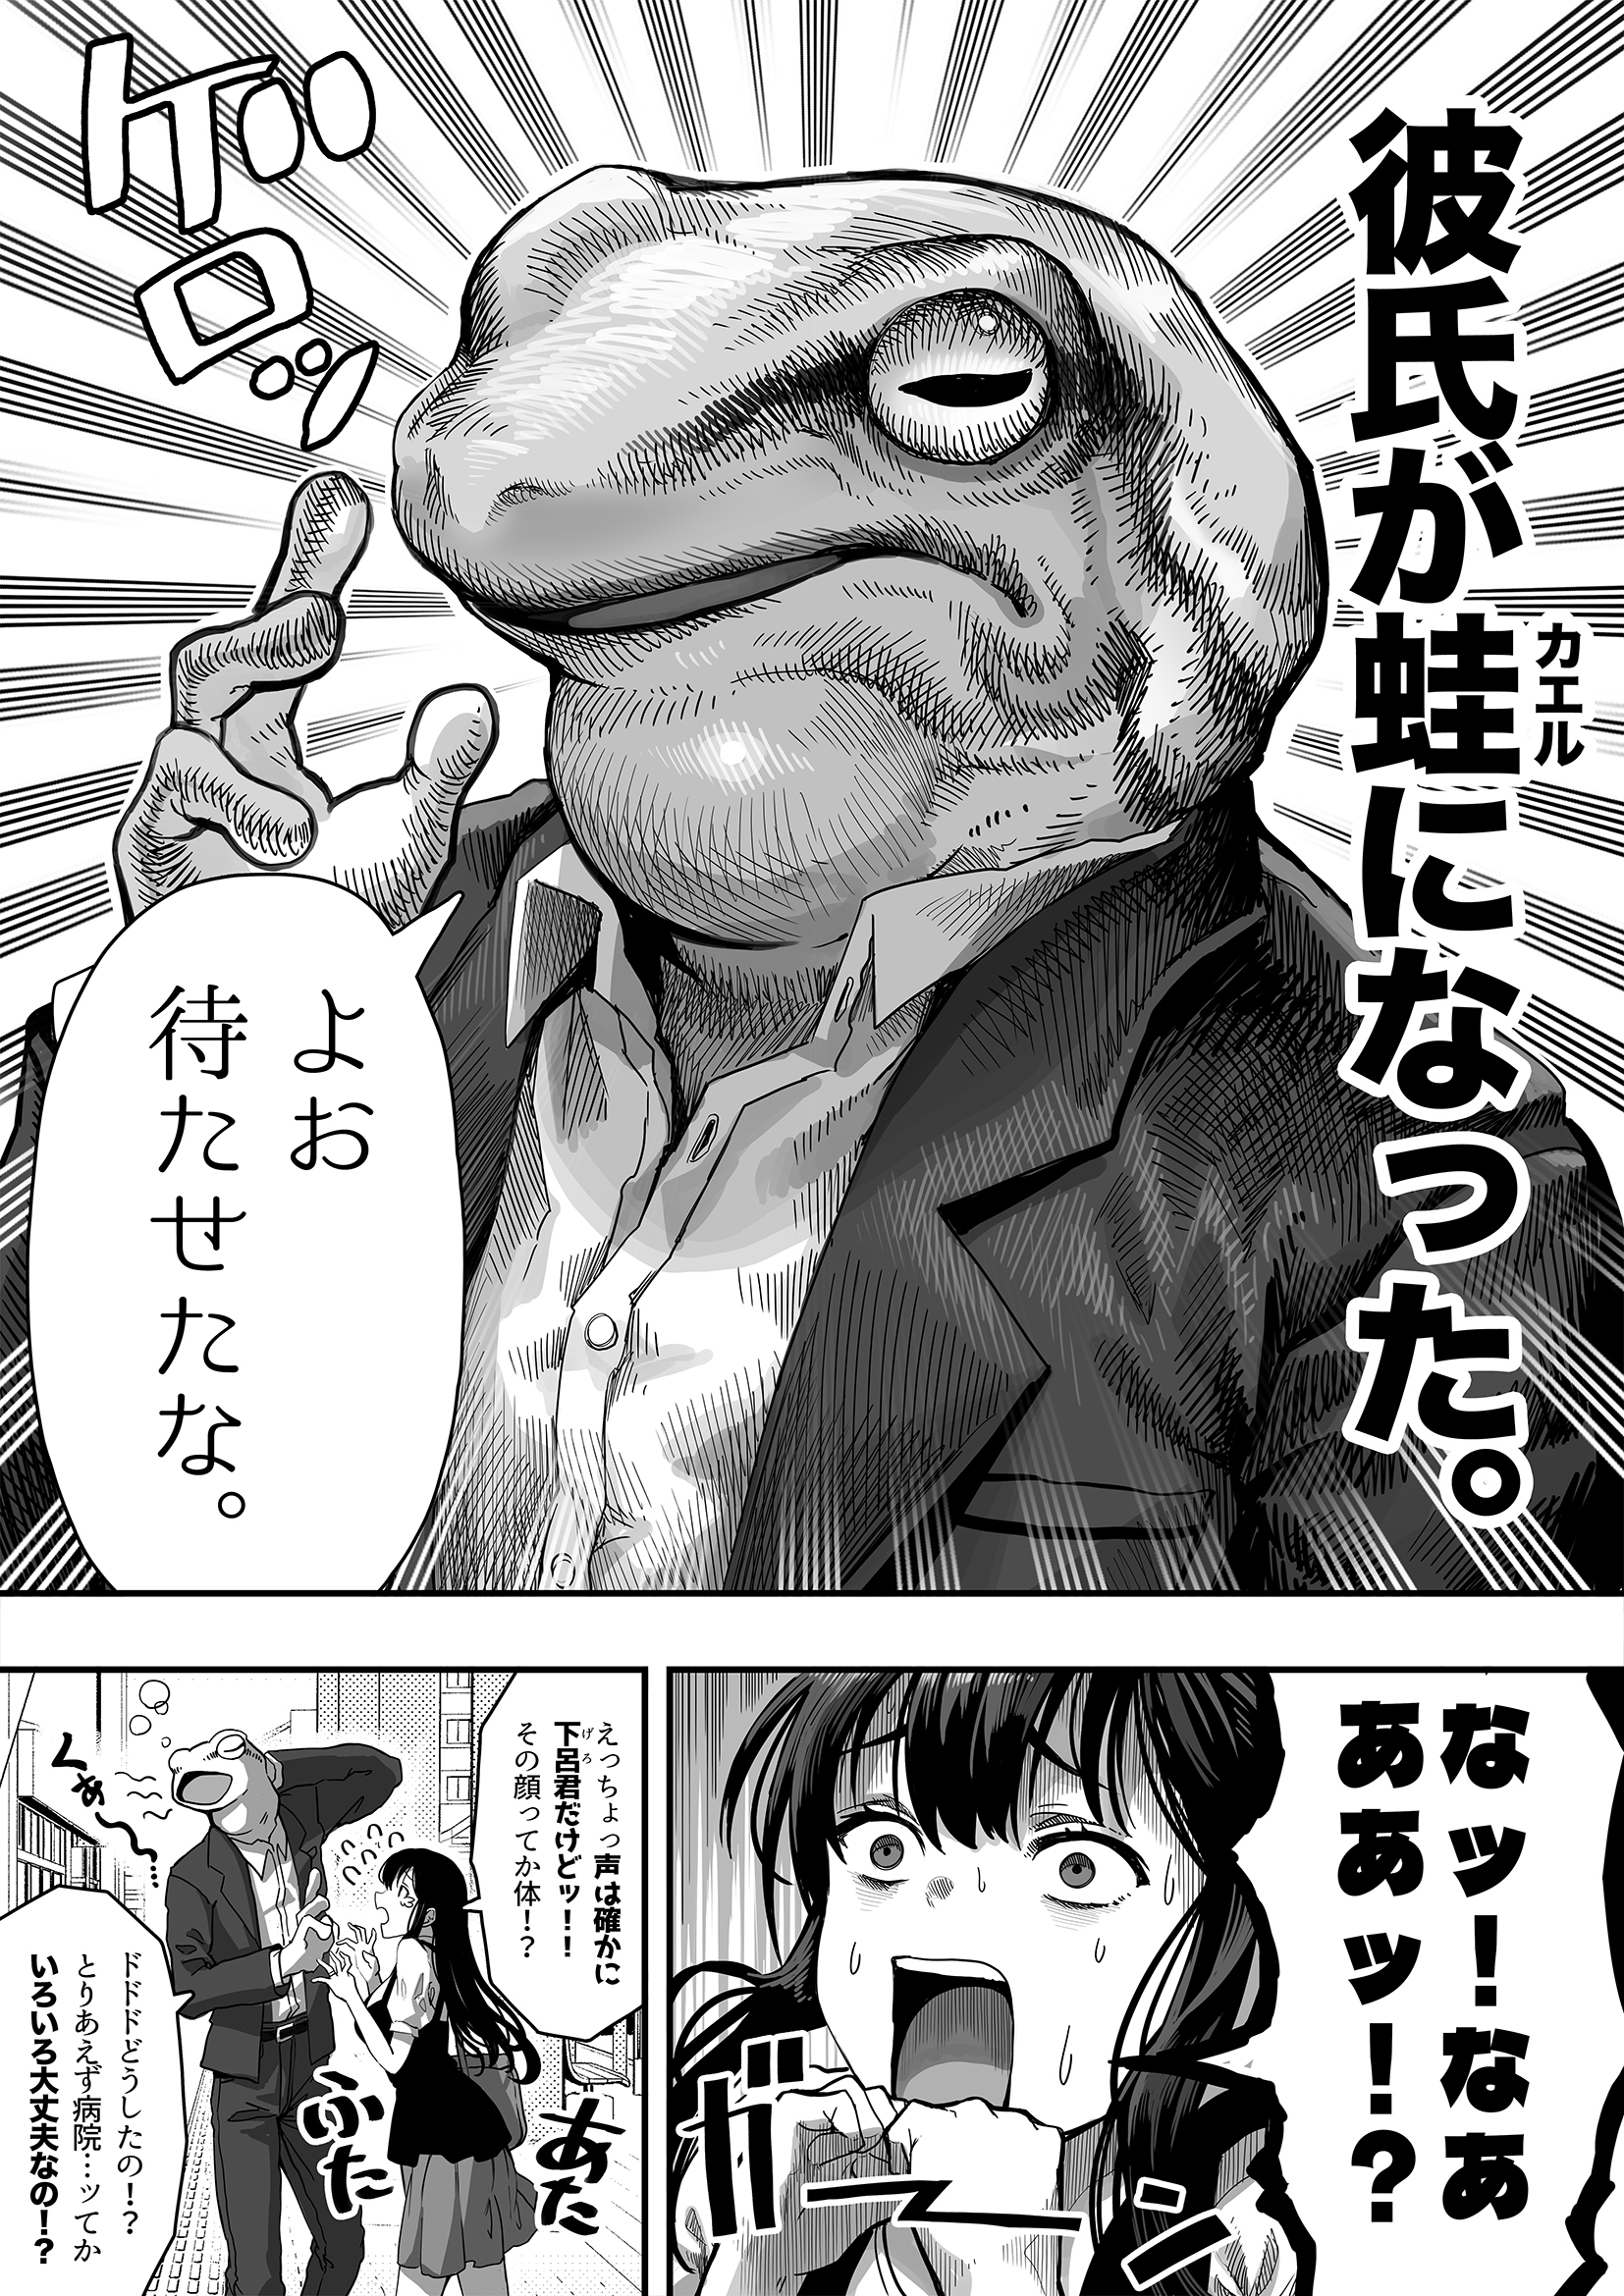 彼氏が蛙になった。
カエル
ゲロッ
よお
待たせたな。
なッ！なぁ
ああッ！？
ガーン
えっちょっ声は確かに
下呂君だけどッ！！
げろ
その顔ってか体！？
くぁ〜〜…
あた
ふた
ドドドどうしたの！？
とりあえず病院…ッてか
いろいろ大丈夫なの！？